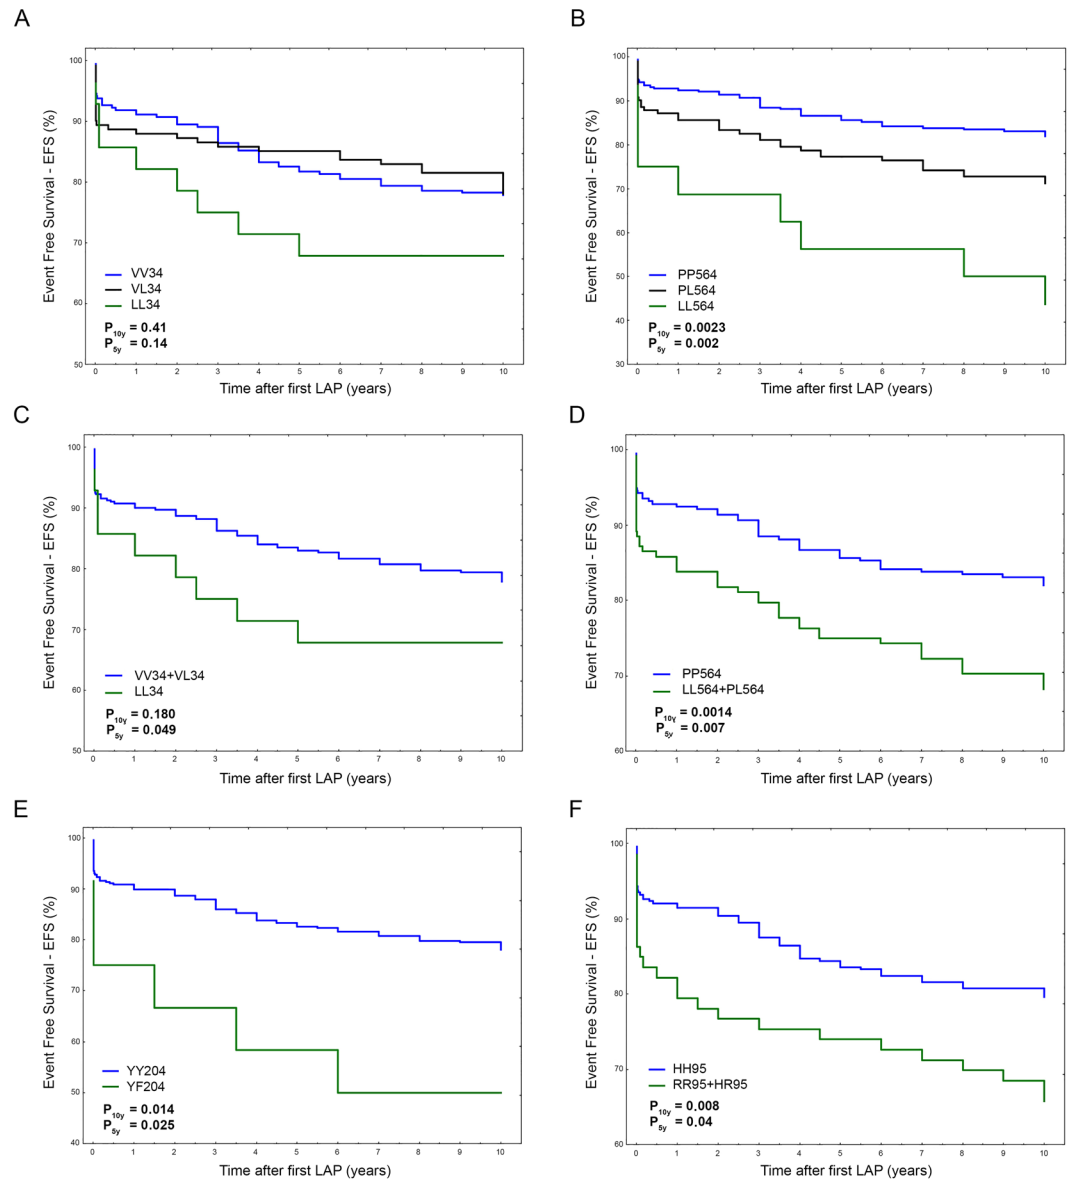 A
Event Free Survival - EFS (%)
100
90
80
70
60
50
VV34
VL34
LL34
P10y = 0.41
P5y = 0.14
0 1 2 3 4 5 6 7 8 9 10
Time after first LAP (years)
B
Event Free Survival - EFS (%)
100
90
80
70
60
50
40
30
PP564
PL564
LL564
P10y = 0.0023
P5y = 0.002
0 1 2 3 4 5 6 7 8 9 10
Time after first LAP (years)
C
Event Free Survival - EFS (%)
100
90
80
70
60
50
VV34+VL34
LL34
P10y = 0.180
P5y = 0.049
0 1 2 3 4 5 6 7 8 9 10
Time after first LAP (years)
D
Event Free Survival - EFS (%)
100
90
80
70
60
PP564
LL564+PL564
P10y = 0.0014
P5y = 0.007
0 1 2 3 4 5 6 7 8 9 10
Time after first LAP (years)
E
Event Free Survival - EFS (%)
100
90
80
70
60
50
40
YY204
YF204
P10y = 0.014
P5y = 0.025
0 1 2 3 4 5 6 7 8 9 10
Time after first LAP (years)
F
Event Free Survival - EFS (%)
100
90
80
70
60
HH95
RR95+HR95
P10y = 0.008
P5y = 0.04
0 1 2 3 4 5 6 7 8 9 10
Time after first LAP (years)